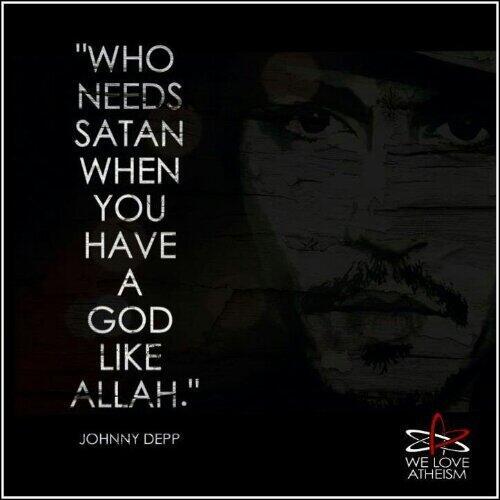 "WHO
NEEDS
SATAN
WHEN
YOU
HAVE
A
GOD
LIKE
ALLAH."
JOHNNY DEPP
WE LOVE
ATHEISM